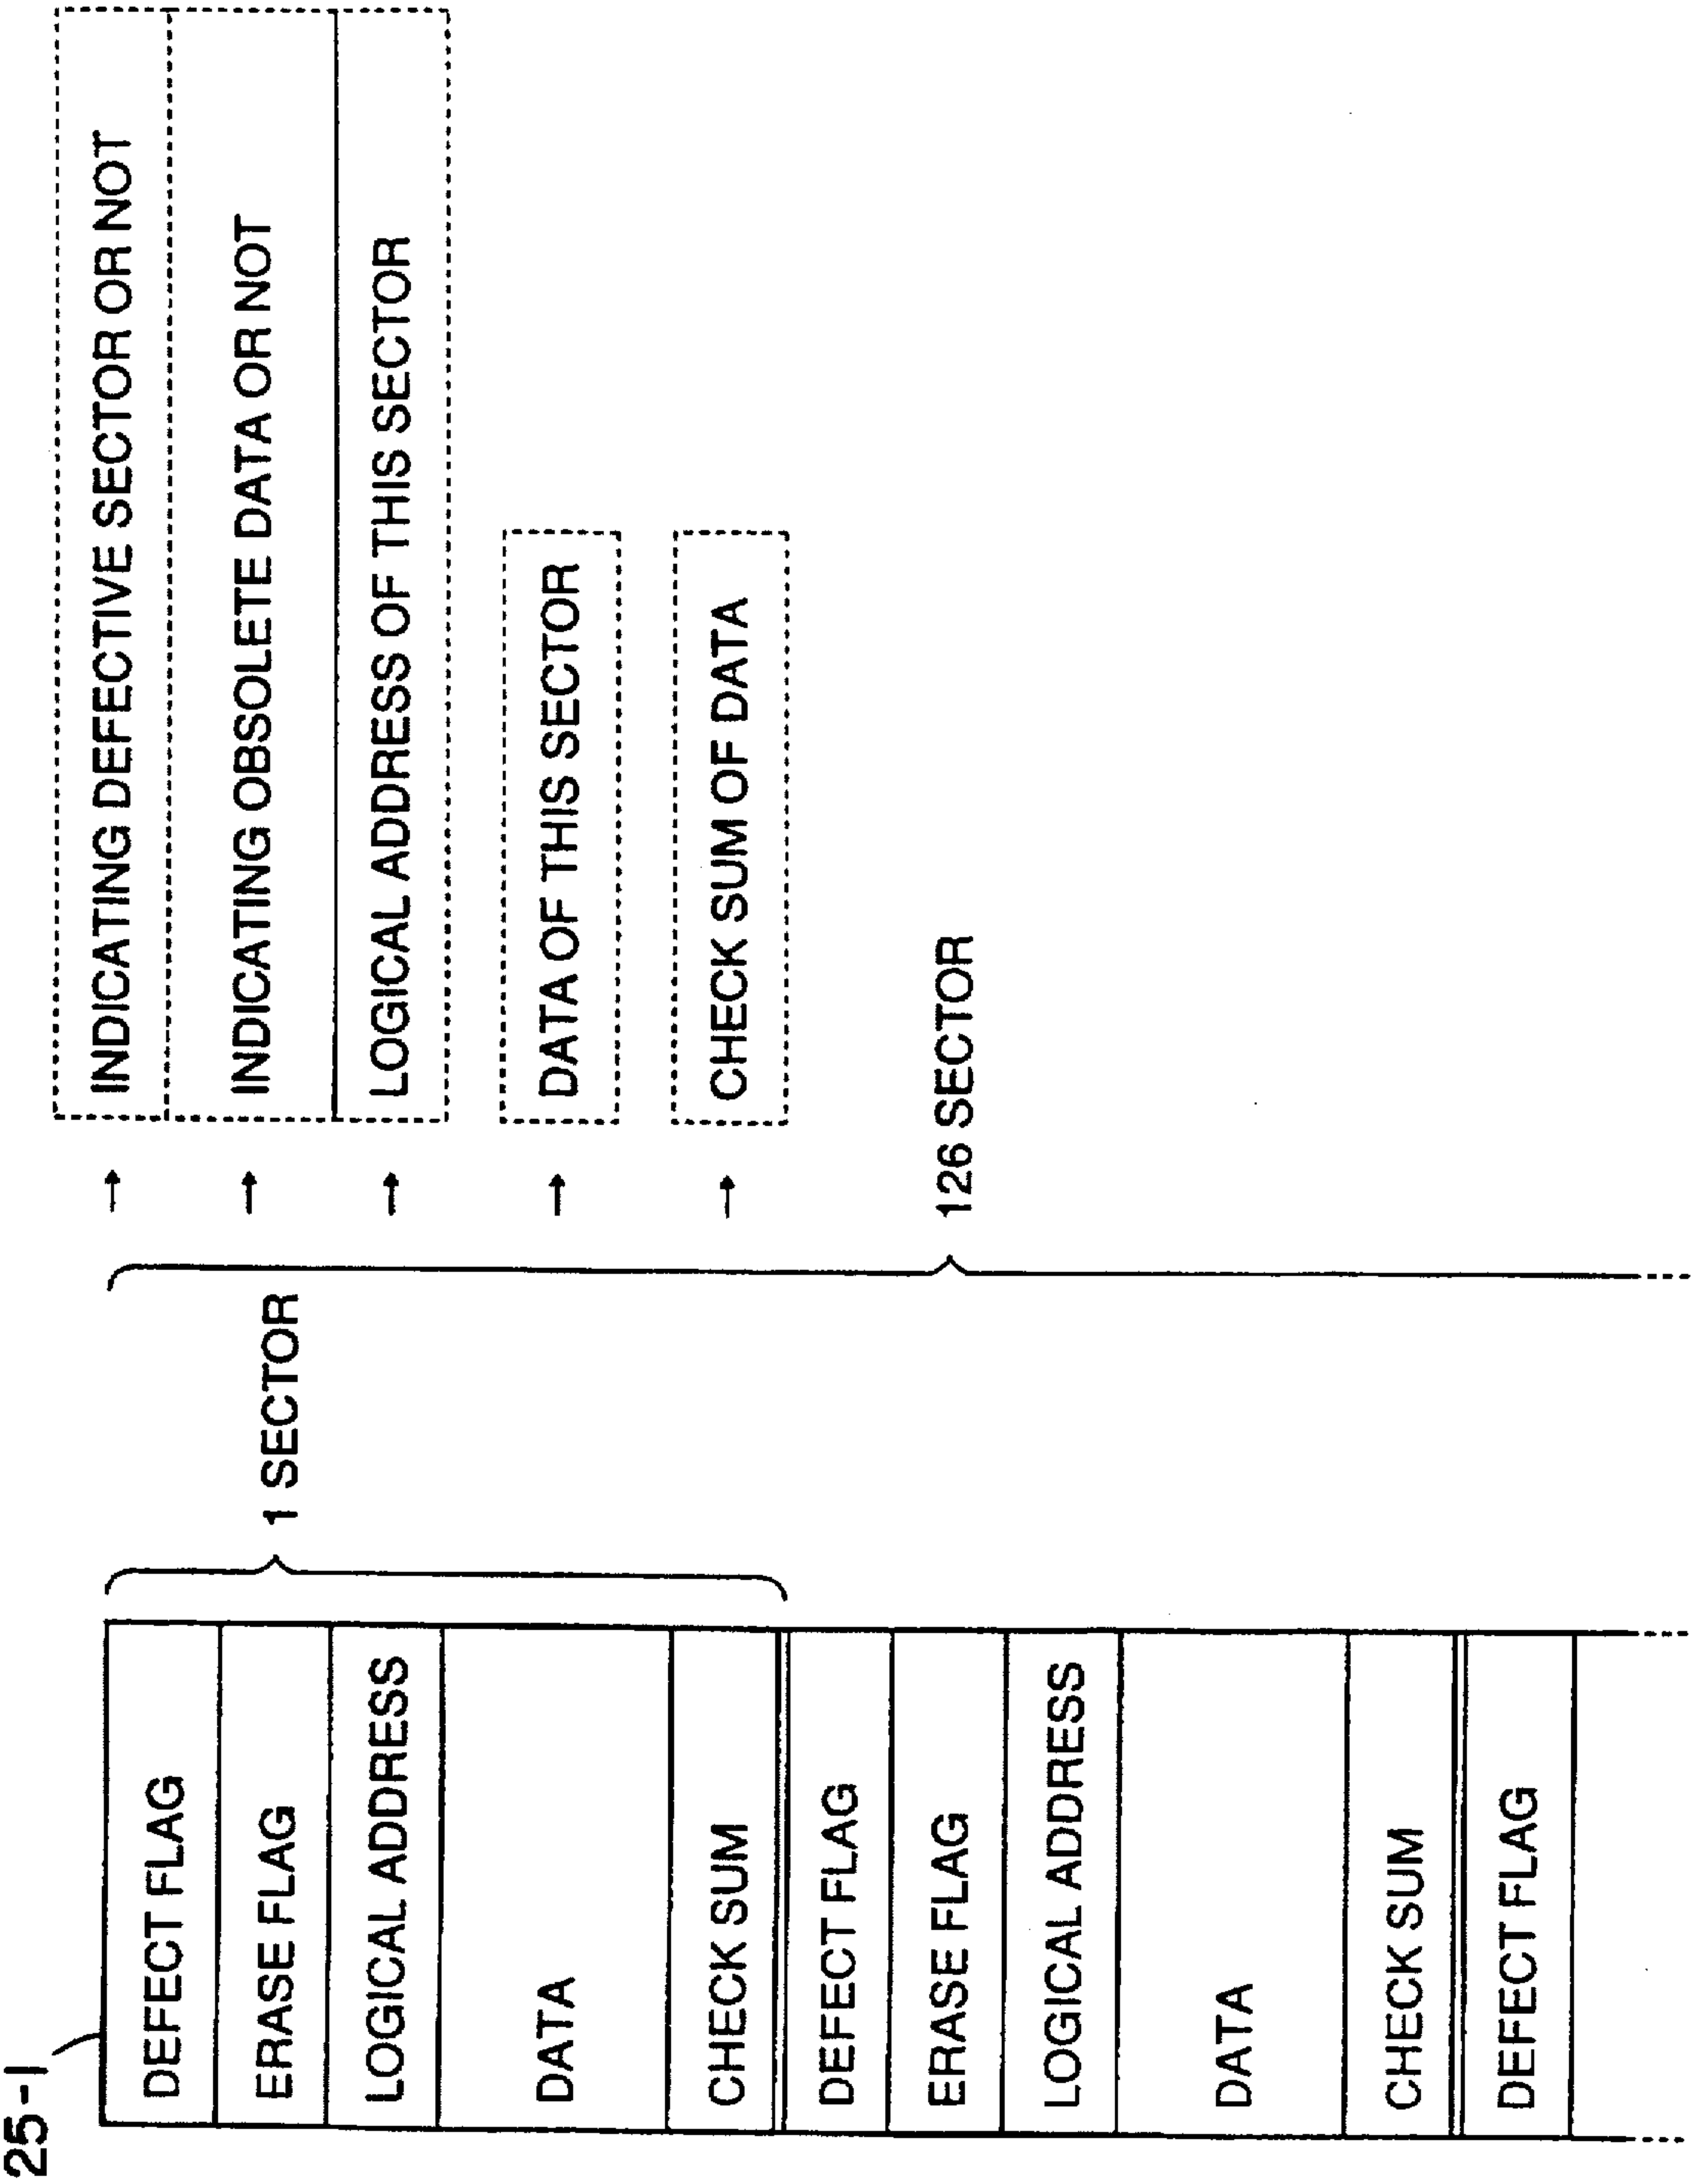 25-1
DEFECT FLAG
ERASE FLAG
LOGICAL ADDRESS
DATA
CHECK SUM
DEFECT FLAG
ERASE FLAG
LOGICAL ADDRESS
DATA
CHECK SUM
DEFECT FLAG
1 SECTOR
126 SECTOR
INDICATING DEFECTIVE SECTOR OR NOT
INDICATING OBSOLETE DATA OR NOT
LOGICAL ADDRESS OF THIS SECTOR
DATA OF THIS SECTOR
CHECK SUM OF DATA